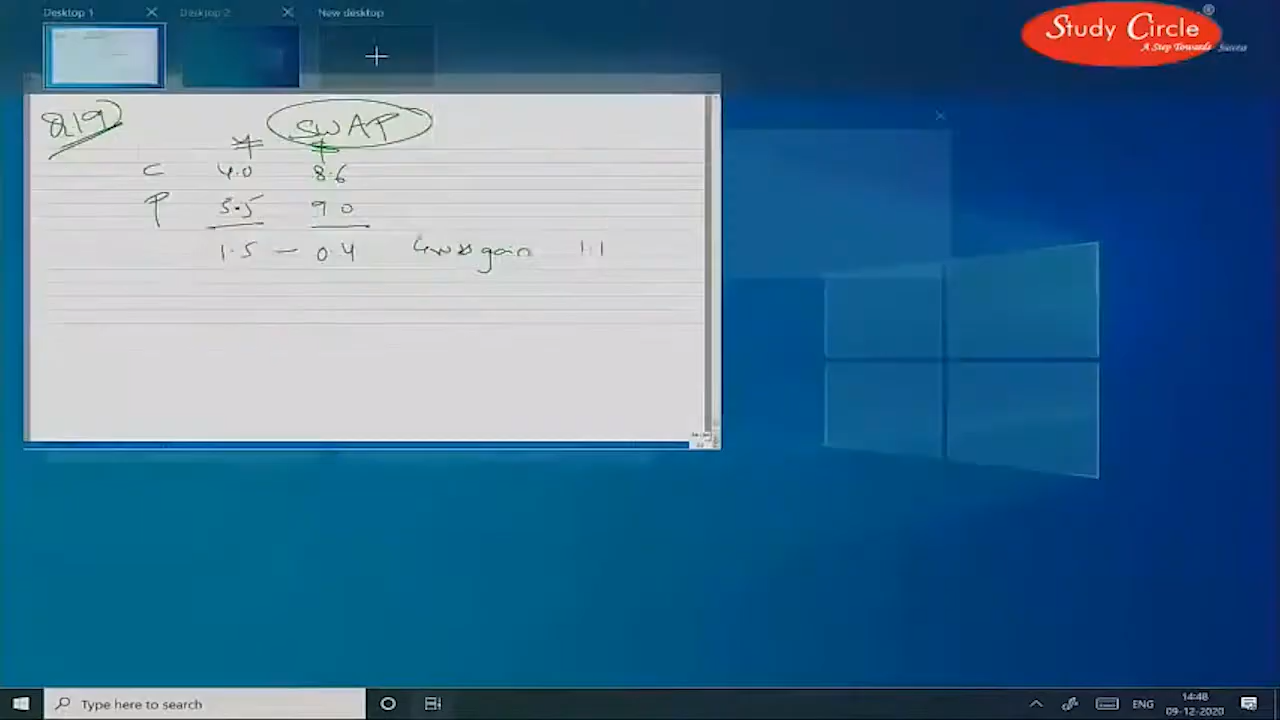 Desktop 1
Desktop 2
New desktop
Study Circle
A Step Towards
Q.19
SWAP
C 4.0 8.6
P 5.5 9.0
1.5 - 0.4 gain 1.1
Type here to search
ENG
14:48
09-12-2020